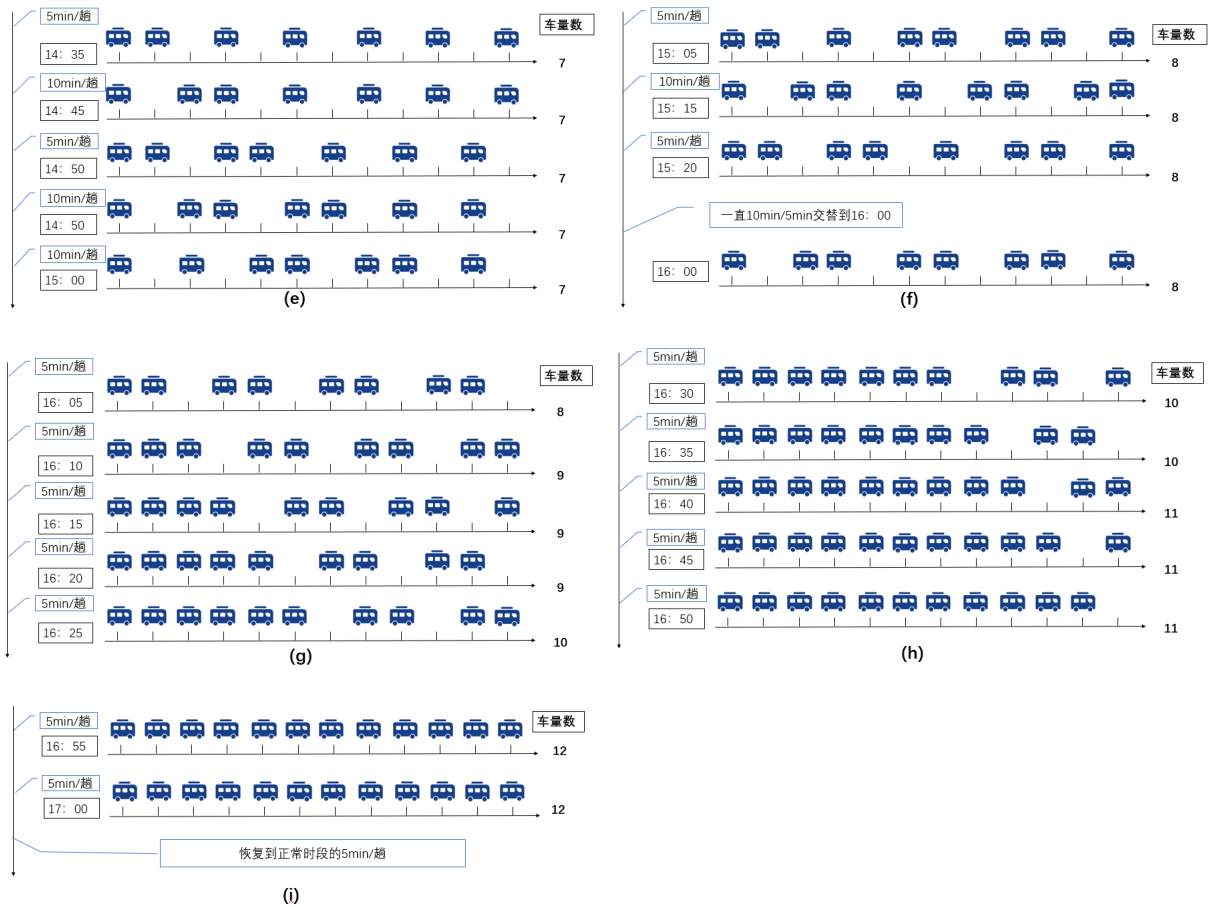 5min/趟
车量数
14：35
7
10min/趟
14：45
7
5min/趟
14：50
7
10min/趟
14：50
7
10min/趟
15：00
7
(e)
5min/趟
车量数
15：05
8
10min/趟
15：15
8
5min/趟
15：20
8
一直10min/5min交替到16：00
16：00
8
(f)
5min/趟
车量数
16：05
8
5min/趟
16：10
9
5min/趟
16：15
9
5min/趟
16：20
9
5min/趟
16：25
10
(g)
5min/趟
车量数
16：30
10
5min/趟
16：35
10
5min/趟
16：40
11
5min/趟
16：45
11
5min/趟
16：50
11
(h)
5min/趟
车量数
16：55
12
5min/趟
17：00
12
恢复到正常时段的5min/趟
(i)